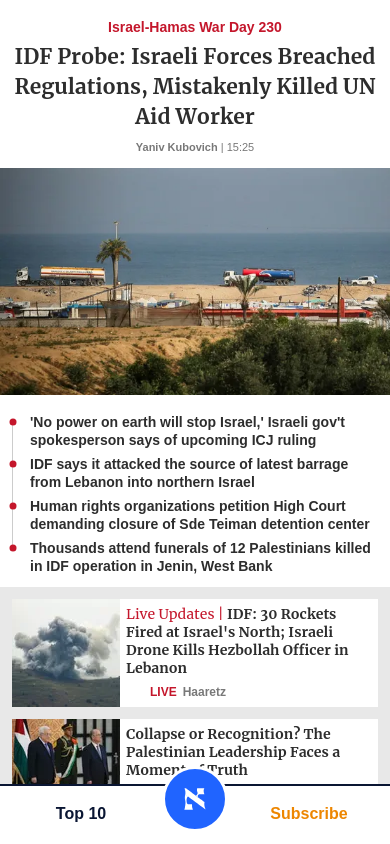 Israel-Hamas War Day 230
IDF Probe: Israeli Forces Breached
Regulations, Mistakenly Killed UN
Aid Worker
Yaniv Kubovich | 15:25
'No power on earth will stop Israel,' Israeli gov't
spokesperson says of upcoming ICJ ruling
IDF says it attacked the source of latest barrage
from Lebanon into northern Israel
Human rights organizations petition High Court
demanding closure of Sde Teiman detention center
Thousands attend funerals of 12 Palestinians killed
in IDF operation in Jenin, West Bank
Live Updates | IDF: 30 Rockets
Fired at Israel's North; Israeli
Drone Kills Hezbollah Officer in
Lebanon
LIVE Haaretz
Collapse or Recognition? The
Palestinian Leadership Faces a
Moment of Truth
Top 10
א
Subscribe